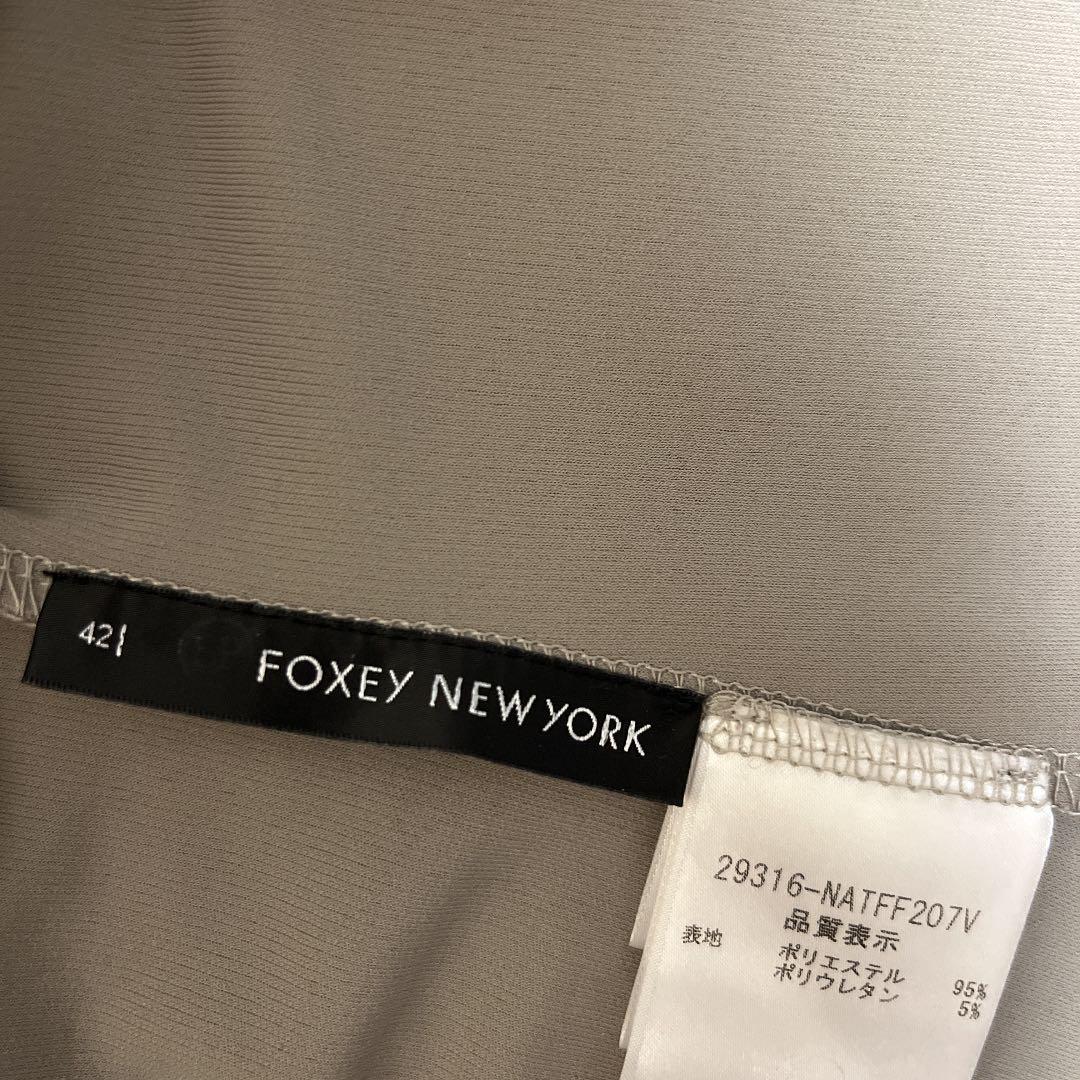 42
FOXEY NEW YORK
29316-NATFF207V
品質表示
表地 ポリエステル 95%
ポリウレタン 5%